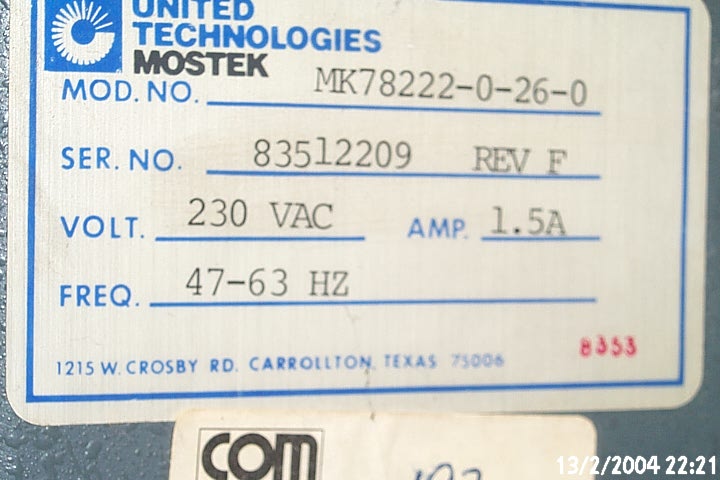 UNITED
TECHNOLOGIES
MOSTEK
MOD. NO. MK78222-0-26-0
SER. NO. 83512209 REV F
VOLT. 230 VAC AMP. 1.5A
FREQ. 47-63 HZ
8353
1215 W. CROSBY RD. CARROLLTON, TEXAS 75006
COM
13/2/2004 22:21